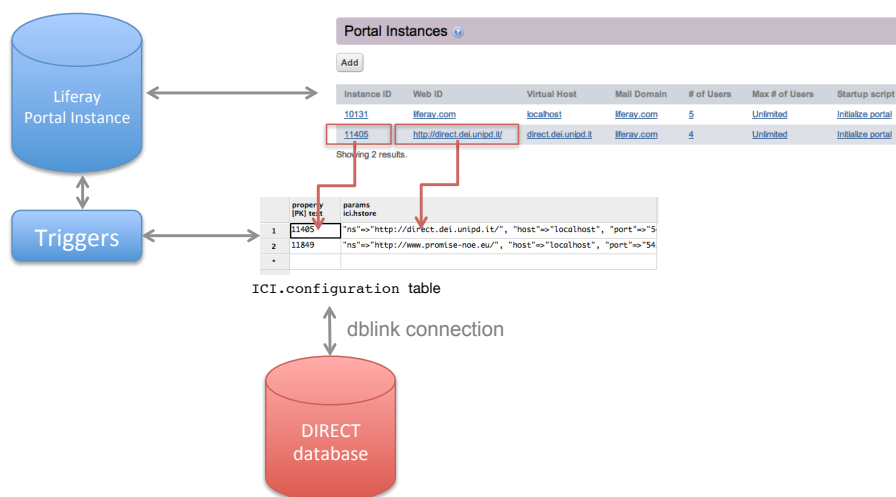 Portal Instances
Add
Instance ID Web ID Virtual Host Mail Domain # of Users Max # of Users Startup script
10131 liferay.com localhost liferay.com 5 Unlimited Initialize portal
11405 http://direct.dei.unipd.it/ direct.dei.unipd.it liferay.com 4 Unlimited Initialize portal
Showing 2 results.
Liferay
Portal Instance
Triggers
property params
[PK] text ici.hstore
1 11405 "ns"=>"http://direct.dei.unipd.it/", "host"=>"localhost", "port"=>"5
2 11849 "ns"=>"http://www.promise-noe.eu/", "host"=>"localhost", "port"=>"54
*
ICI.configuration table
dblink connection
DIRECT
database